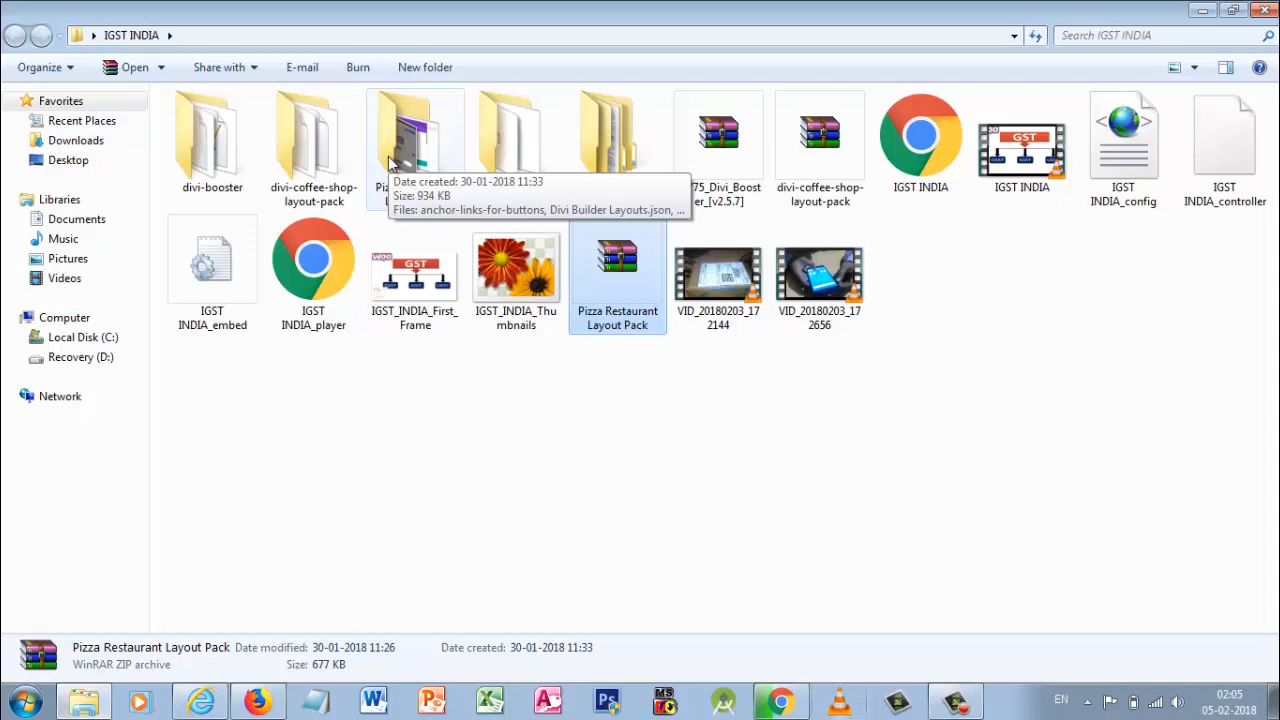 IGST INDIA
Search IGST INDIA
Organize
Open
Share with
E-mail
Burn
New folder
Favorites
Recent Places
Downloads
Desktop
Libraries
Documents
Music
Pictures
Videos
Computer
Local Disk (C:)
Recovery (D:)
Network
divi-booster
divi-coffee-shop-
layout-pack
Date created: 30-01-2018 11:33
Size: 934 KB
Files: anchor-links-for-buttons, Divi Builder Layouts.json, ...
75_Divi_Boost
er_[v2.5.7]
divi-coffee-shop-
layout-pack
IGST INDIA
GST
IGST INDIA
IGST
INDIA_config
IGST
INDIA_controller
IGST
INDIA_embed
IGST
INDIA_player
GST
IGST_INDIA_First_
Frame
IGST_INDIA_Thu
mbnails
Pizza Restaurant
Layout Pack
VID_20180203_17
2144
VID_20180203_17
2656
Pizza Restaurant Layout Pack Date modified: 30-01-2018 11:26 Date created: 30-01-2018 11:33
WinRAR ZIP archive Size: 677 KB
EN
02:05
05-02-2018